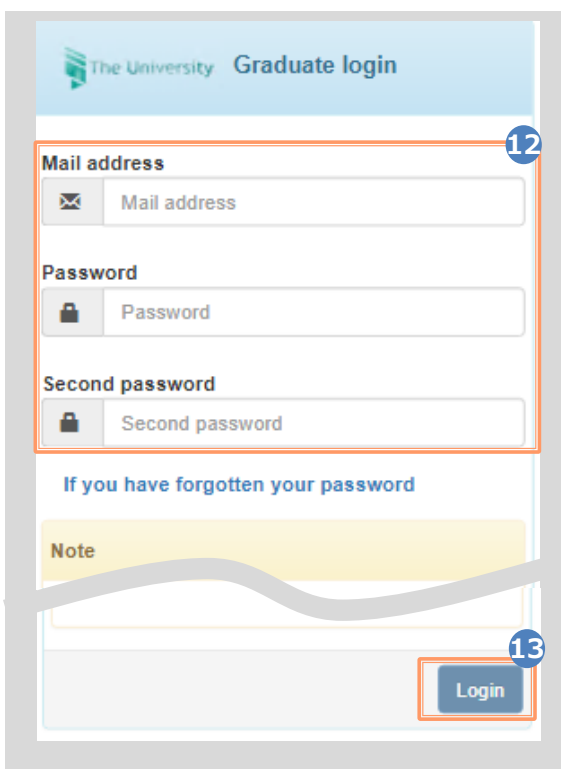 The University Graduate login
12
Mail address
Mail address
Password
Password
Second password
Second password
If you have forgotten your password
Note
13
Login